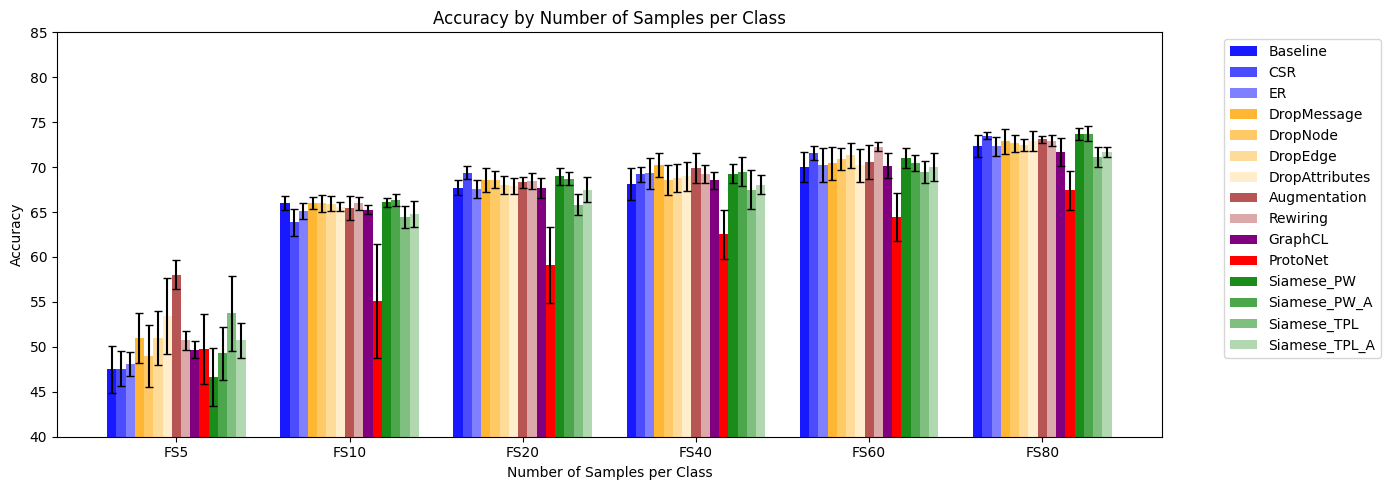 Accuracy by Number of Samples per Class
Accuracy
85
80
75
70
65
60
55
50
45
40
FS5
FS10
FS20
FS40
FS60
FS80
Number of Samples per Class
Baseline
CSR
ER
DropMessage
DropNode
DropEdge
DropAttributes
Augmentation
Rewiring
GraphCL
ProtoNet
Siamese_PW
Siamese_PW_A
Siamese_TPL
Siamese_TPL_A